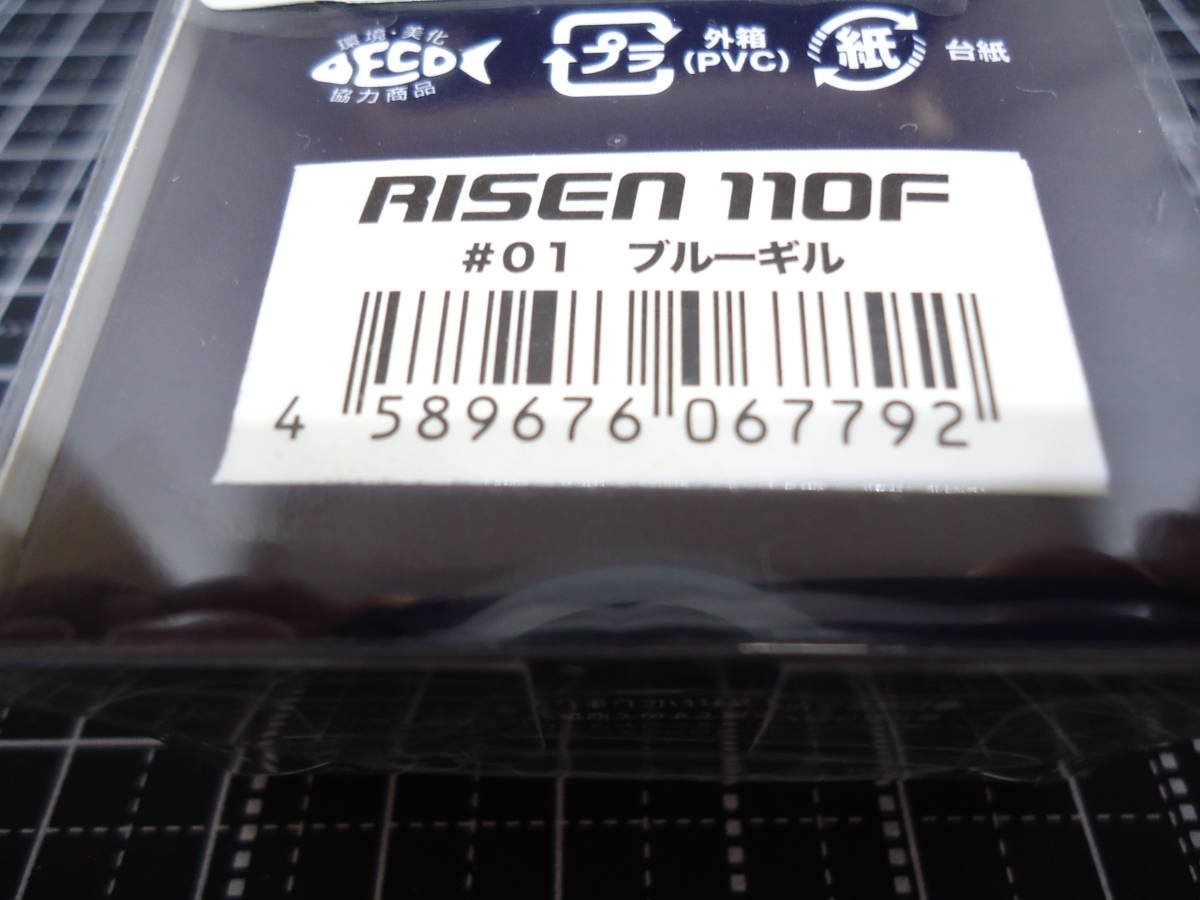 環境・美化
ECO
協力商品
プラ
外箱
(PVC)
紙
台紙
RISEN 110F
#01 ブルーギル
4 589676 067792